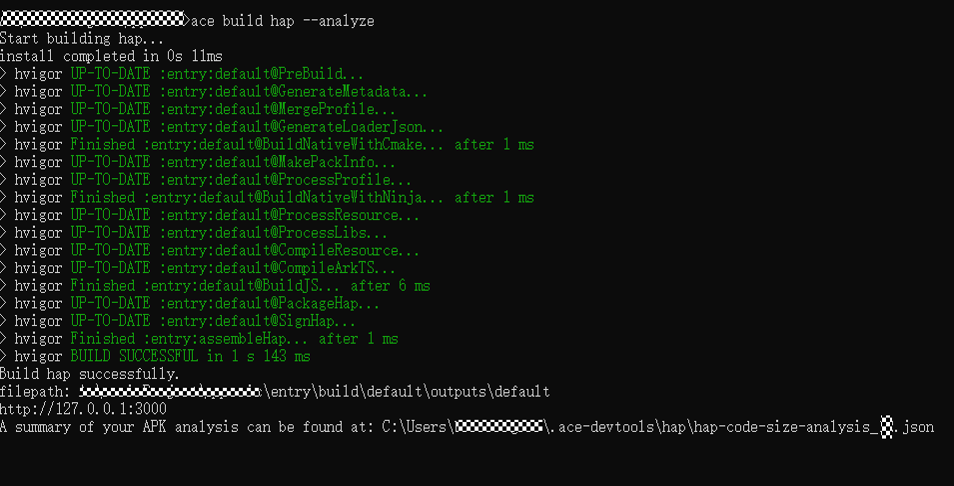 >ace build hap --analyze
Start building hap...
install completed in 0s 11ms
> hvigor UP-TO-DATE :entry:default@PreBuild...
> hvigor UP-TO-DATE :entry:default@GenerateMetadata...
> hvigor UP-TO-DATE :entry:default@MergeProfile...
> hvigor UP-TO-DATE :entry:default@GenerateLoaderJson...
> hvigor Finished :entry:default@BuildNativeWithCmake... after 1 ms
> hvigor UP-TO-DATE :entry:default@MakePackInfo...
> hvigor UP-TO-DATE :entry:default@ProcessProfile...
> hvigor Finished :entry:default@BuildNativeWithNinja... after 1 ms
> hvigor UP-TO-DATE :entry:default@ProcessResource...
> hvigor UP-TO-DATE :entry:default@ProcessLibs...
> hvigor UP-TO-DATE :entry:default@CompileResource...
> hvigor UP-TO-DATE :entry:default@CompileArkTS...
> hvigor Finished :entry:default@BuildJS... after 6 ms
> hvigor UP-TO-DATE :entry:default@PackageHap...
> hvigor UP-TO-DATE :entry:default@SignHap...
> hvigor Finished :entry:assembleHap... after 1 ms
> hvigor BUILD SUCCESSFUL in 1 s 143 ms
Build hap successfully.
filepath: \entry\build\default\outputs\default
http://127.0.0.1:3000
A summary of your APK analysis can be found at: C:\Users\ \.ace-devtools\hap\hap-code-size-analysis_ .json